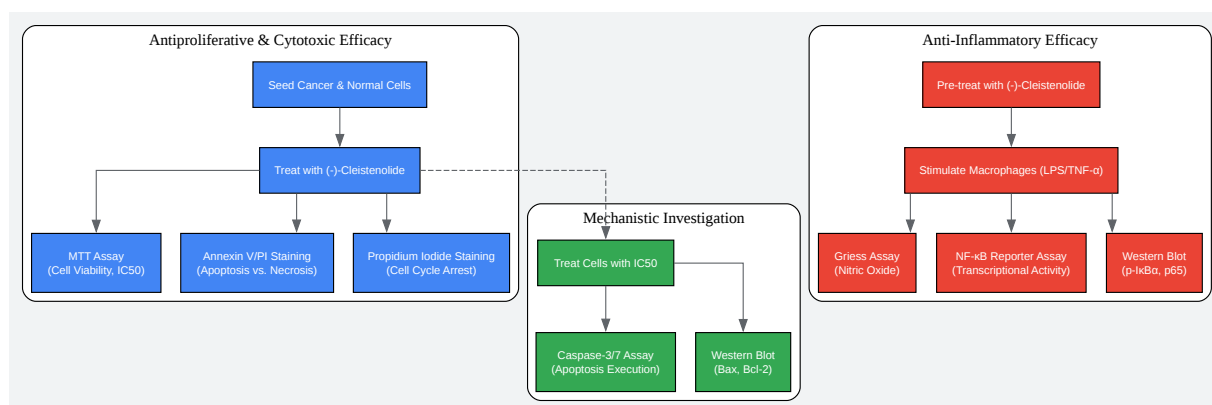 Antiproliferative & Cytotoxic Efficacy
Seed Cancer & Normal Cells
Treat with (-)-Cleistenolide
MTT Assay
(Cell Viability, IC50)
Annexin V/PI Staining
(Apoptosis vs. Necrosis)
Propidium Iodide Staining
(Cell Cycle Arrest)
Mechanistic Investigation
Treat Cells with IC50
Caspase-3/7 Assay
(Apoptosis Execution)
Western Blot
(Bax, Bcl-2)
Anti-Inflammatory Efficacy
Pre-treat with (-)-Cleistenolide
Stimulate Macrophages (LPS/TNF-α)
Griess Assay
(Nitric Oxide)
NF-κB Reporter Assay
(Transcriptional Activity)
Western Blot
(p-IκBα, p65)